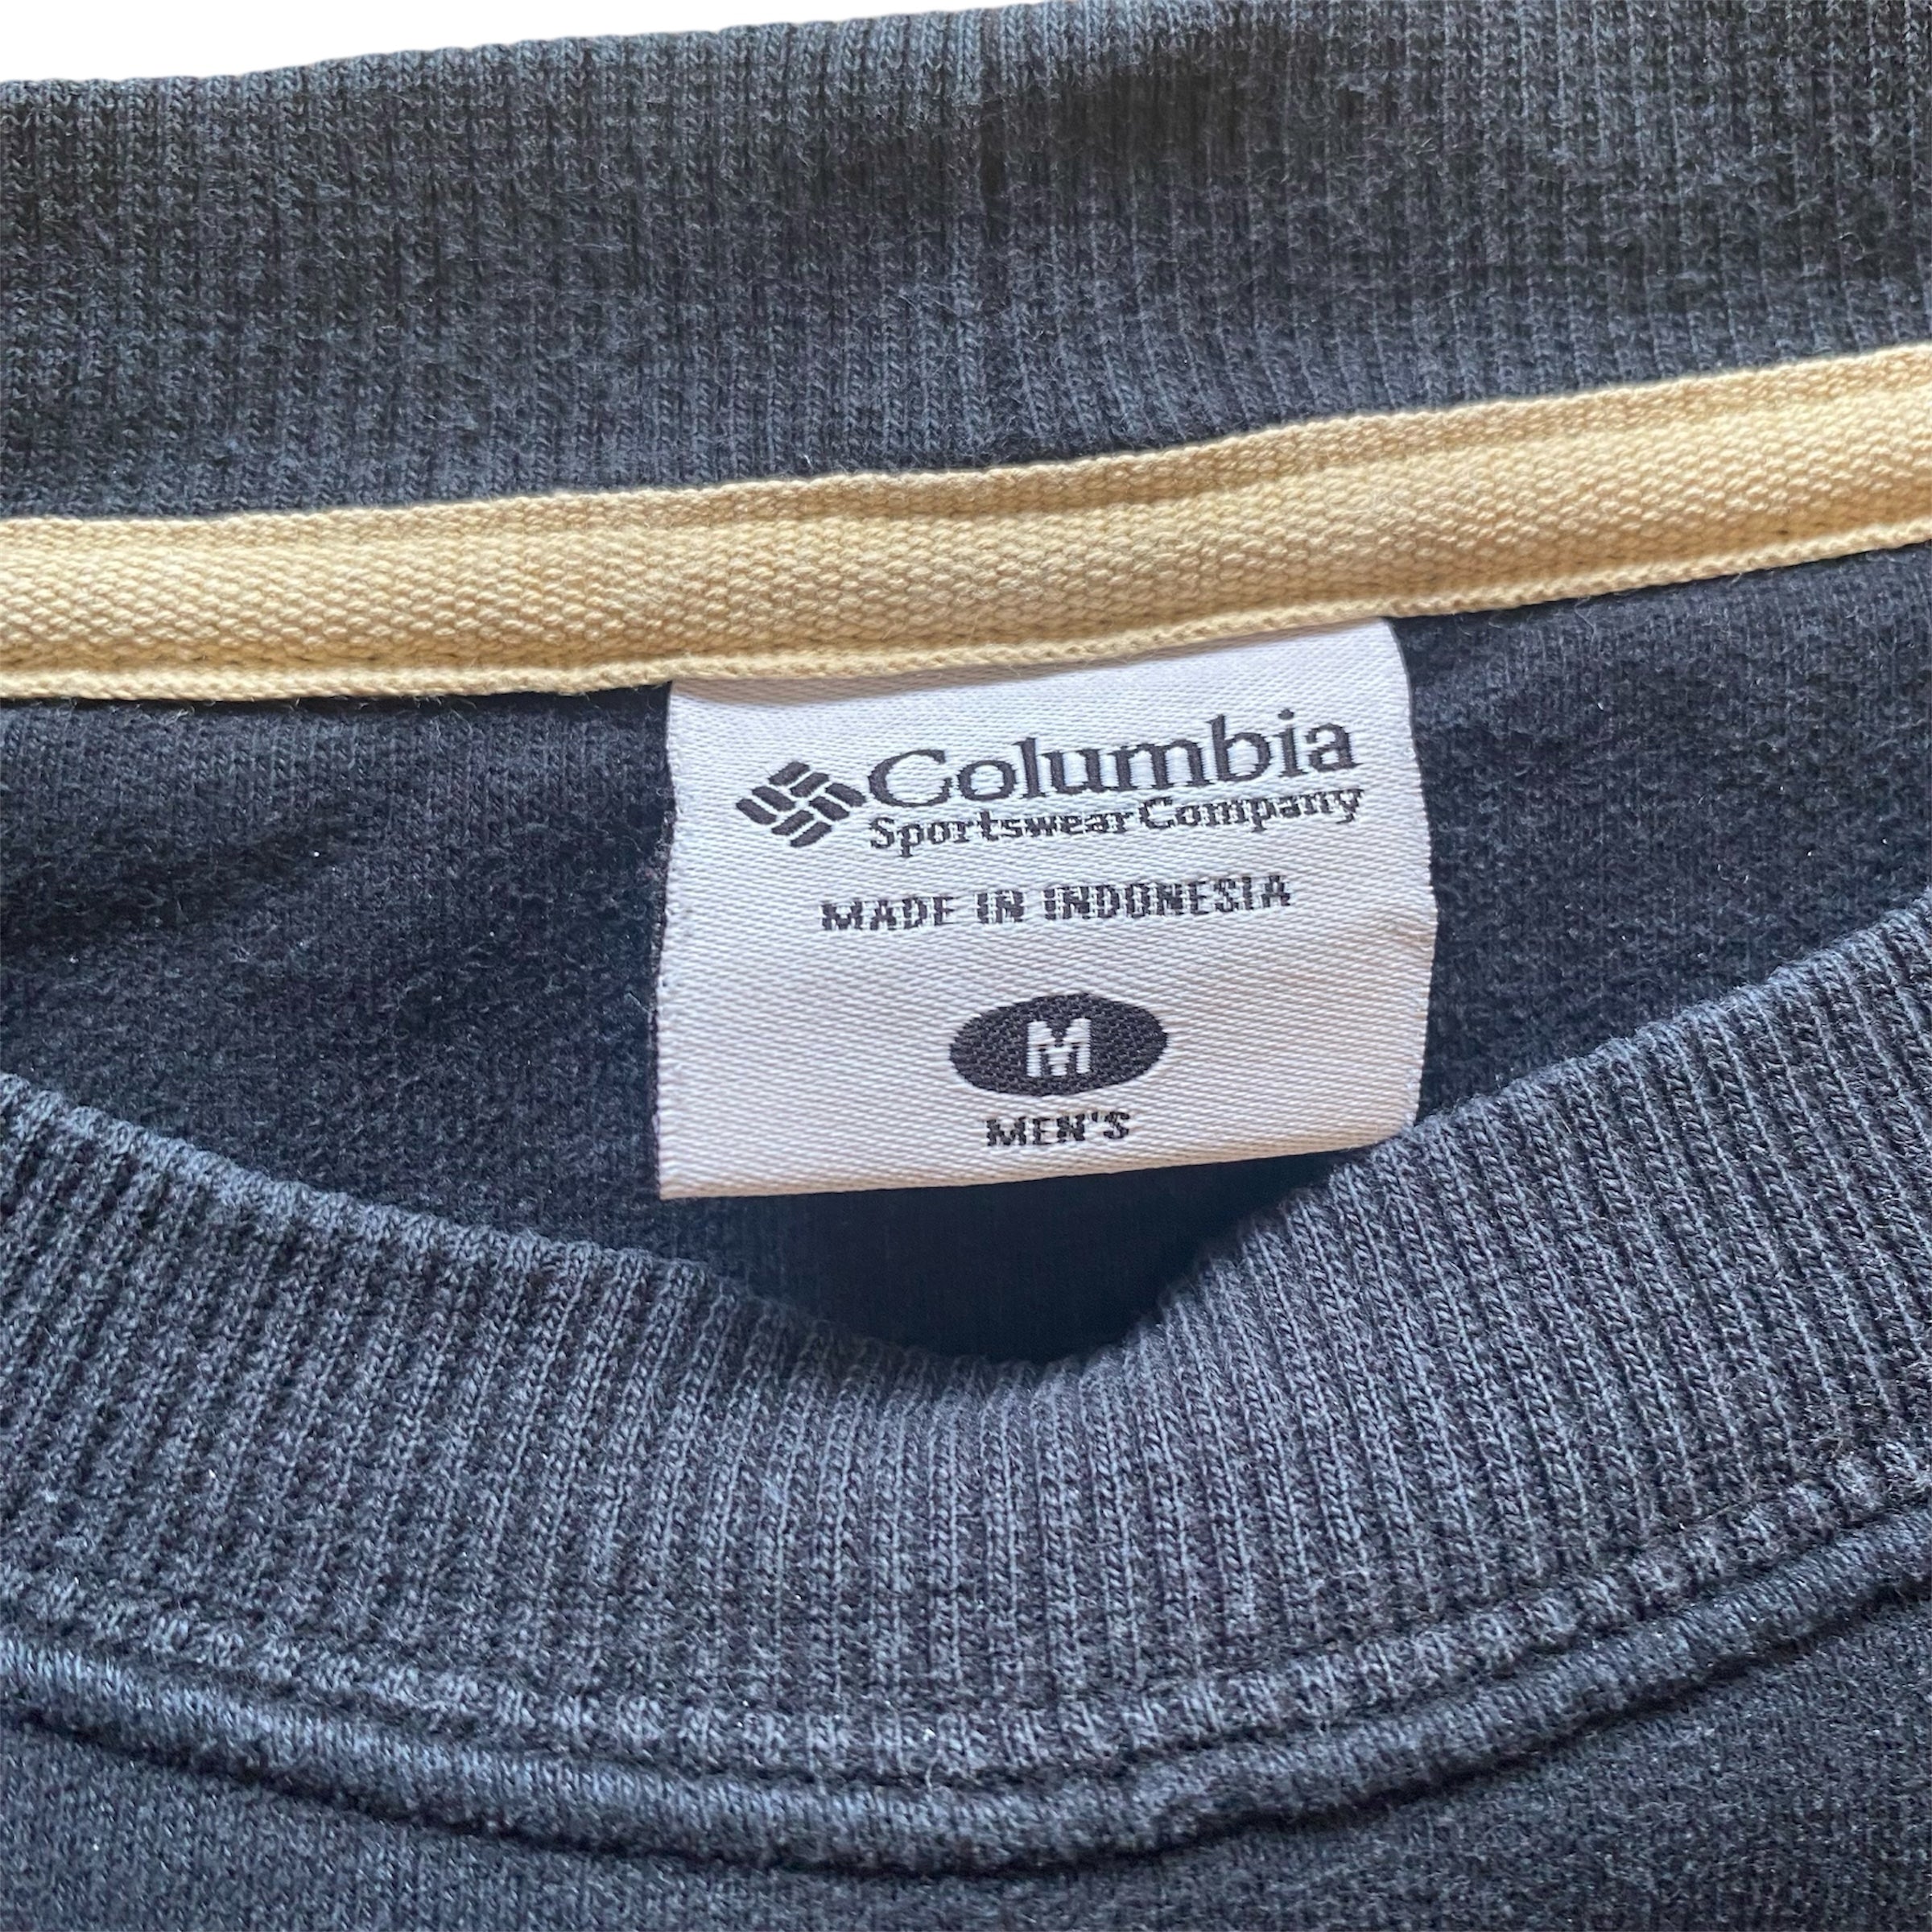 Columbia
Sportswear Company
MADE IN INDONESIA
M
MEN'S